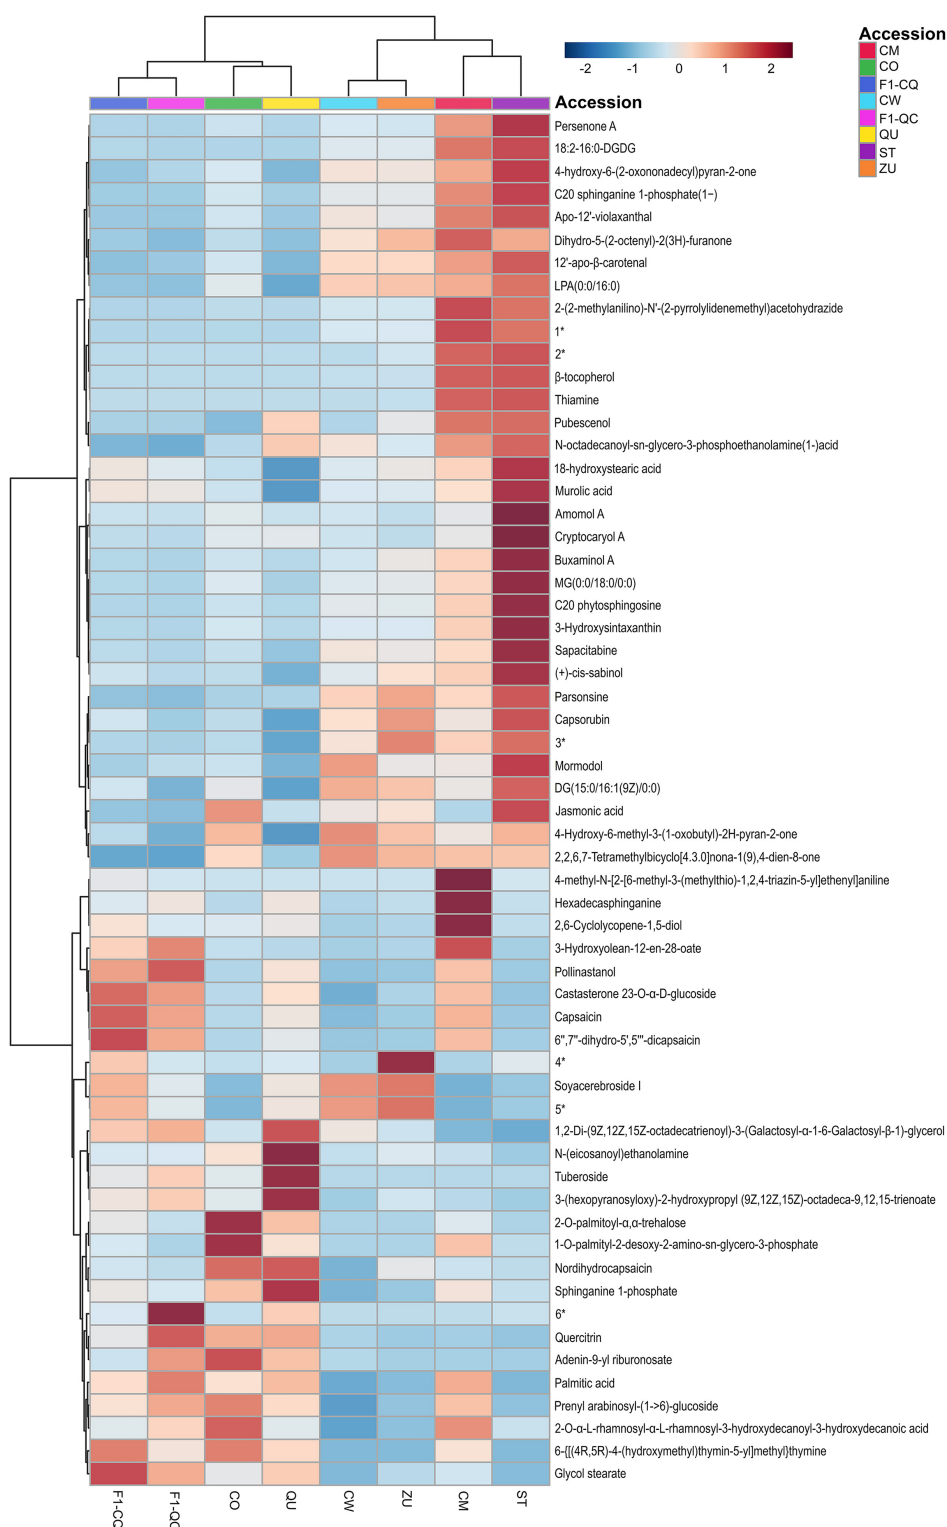 -2 -1 0 1 2
Accession
CM
CO
F1-CQ
CW
F1-QC
QU
ST
ZU
Accession
Persenone A
18:2-16:0-DGDG
4-hydroxy-6-(2-oxononadecyl)pyran-2-one
C20 sphinganine 1-phosphate(1−)
Apo-12'-violaxanthal
Dihydro-5-(2-octenyl)-2(3H)-furanone
12'-apo-β-carotenal
LPA(0:0/16:0)
2-(2-methylanilino)-N'-(2-pyrrolylidenemethyl)acetohydrazide
1*
2*
β-tocopherol
Thiamine
Pubescenol
N-octadecanoyl-sn-glycero-3-phosphoethanolamine(1-)acid
18-hydroxystearic acid
Murolic acid
Amomol A
Cryptocaryol A
Buxaminol A
MG(0:0/18:0/0:0)
C20 phytosphingosine
3-Hydroxysintaxanthin
Sapacitabine
(+)-cis-sabinol
Parsonsine
Capsorubin
3*
Mormodol
DG(15:0/16:1(9Z)/0:0)
Jasmonic acid
4-Hydroxy-6-methyl-3-(1-oxobutyl)-2H-pyran-2-one
2,2,6,7-Tetramethylbicyclo[4.3.0]nona-1(9),4-dien-8-one
4-methyl-N-[2-[6-methyl-3-(methylthio)-1,2,4-triazin-5-yl]ethenyl]aniline
Hexadecasphinganine
2,6-Cyclolycopene-1,5-diol
3-Hydroxyolean-12-en-28-oate
Pollinastanol
Castasterone 23-O-α-D-glucoside
Capsaicin
6",7"-dihydro-5',5"'-dicapsaicin
4*
Soyacerebroside I
5*
1,2-Di-(9Z,12Z,15Z-octadecatrienoyl)-3-(Galactosyl-α-1-6-Galactosyl-β-1)-glycerol
N-(eicosanoyl)ethanolamine
Tuberoside
3-(hexopyranosyloxy)-2-hydroxypropyl (9Z,12Z,15Z)-octadeca-9,12,15-trienoate
2-O-palmitoyl-α,α-trehalose
1-O-palmityl-2-desoxy-2-amino-sn-glycero-3-phosphate
Nordihydrocapsaicin
Sphinganine 1-phosphate
6*
Quercitrin
Adenin-9-yl riburonosate
Palmitic acid
Prenyl arabinosyl-(1->6)-glucoside
2-O-α-L-rhamnosyl-α-L-rhamnosyl-3-hydroxydecanoyl-3-hydroxydecanoic acid
6-{[(4R,5R)-4-(hydroxymethyl)thymin-5-yl]methyl}thymine
Glycol stearate
F1-CQ
F1-QC
CO
QU
CW
ZU
CM
ST